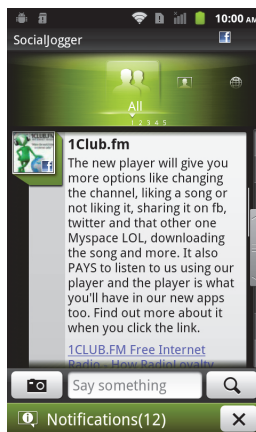 10:00 AM
SocialJogger
All
1 2 3 4 5
1Club.fm
The new player will give you
more options like changing
the channel, liking a song or
not liking it, sharing it on fb,
twitter and that other one
Myspace LOL, downloading
the song and more. It also
PAYS to listen to us using our
player and the player is what
you'll have in our new apps
too. Find out more about it
when you click the link.
1CLUB.FM Free Internet
Radio - How RadioLoyalty
Say something
Notifications(12)